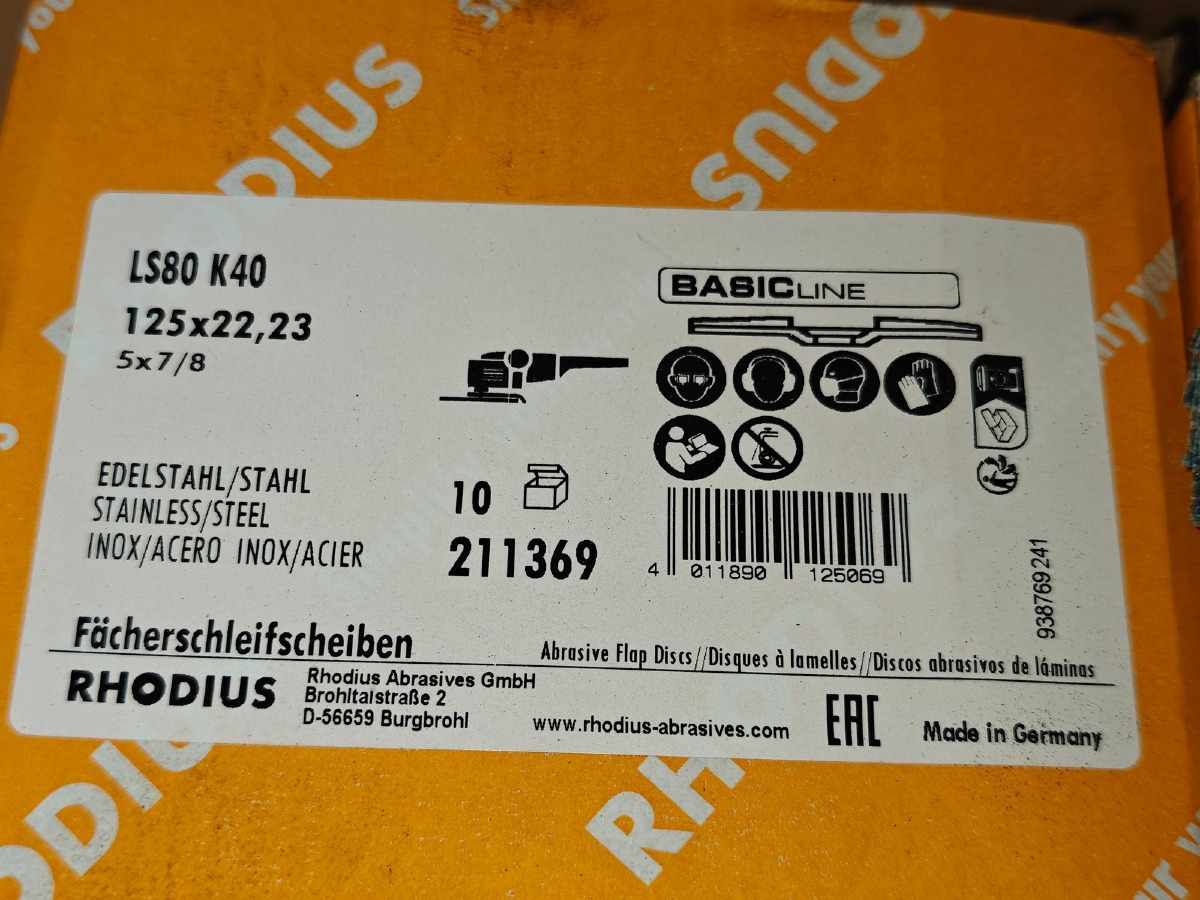 RHODIUS
LS80 K40
125x22,23
5x7/8
BASICLINE
EDELSTAHL/STAHL
STAINLESS/STEEL
INOX/ACERO INOX/ACIER
10
211369
4 011890 125069
938769241
Fächerschleifscheiben
Abrasive Flap Discs//Disques à lamelles//Discos abrasivos de láminas
RHODIUS
Rhodius Abrasives GmbH
Brohltalstraße 2
D-56659 Burgbrohl
www.rhodius-abrasives.com
EAC
Made in Germany